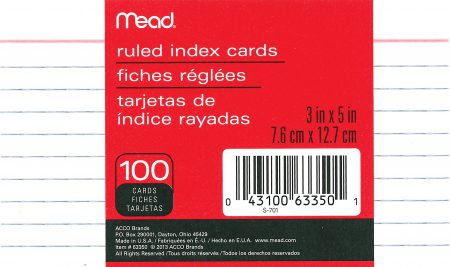 Mead®
ruled index cards
fiches réglées
tarjetas de
índice rayadas
3 in x 5 in
7.6 cm x 12.7 cm
100
CARDS
FICHES
TARJETAS
0 43100 63350 1
S-701
ACCO Brands
P.O. Box 290001, Dayton, Ohio 45429
Made in U.S.A. / Fabriquées en E.-U. / Hecho en E.U.A. www.mead.com
Item # 63350 © 2013 ACCO Brands
All Rights Reserved /Tous droits réservés / Todos los derechos reservados